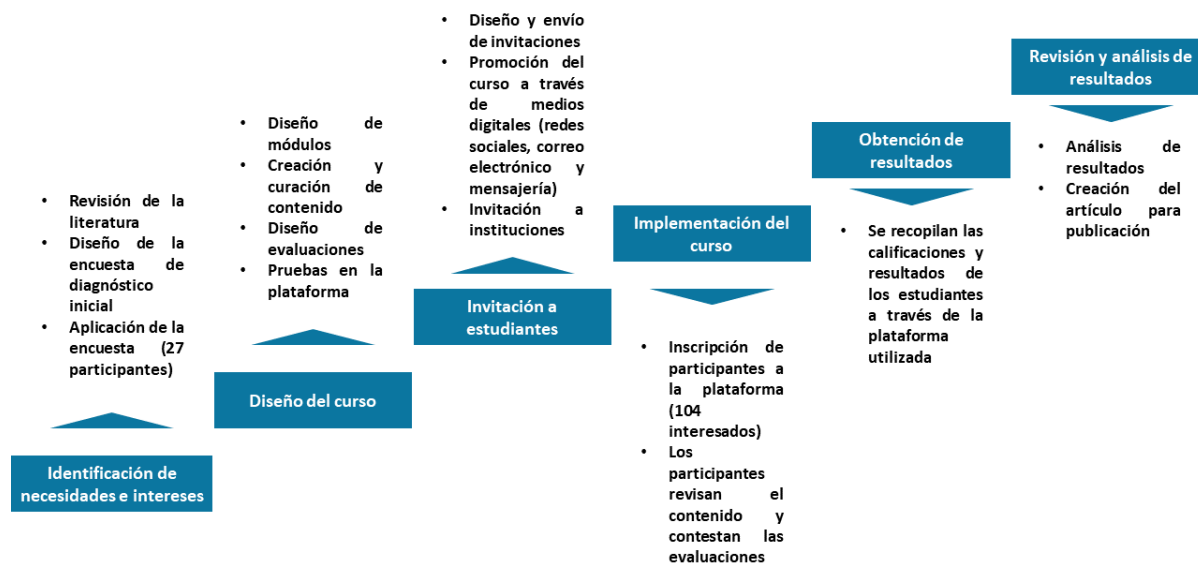 • Revisión de la
literatura
• Diseño de la
encuesta de
diagnóstico
inicial
• Aplicación de la
encuesta (27
participantes)
Identificación de
necesidades e intereses
• Diseño de
módulos
• Creación y
curación de
contenido
• Diseño de
evaluaciones
• Pruebas en la
plataforma
Diseño del curso
• Diseño y envío
de invitaciones
• Promoción del
curso a través
de medios
digitales (redes
sociales, correo
electrónico y
mensajería)
• Invitación a
instituciones
Invitación a
estudiantes
Implementación del
curso
• Inscripción de
participantes a
la plataforma
(104
interesados)
• Los
participantes
revisan el
contenido y
contestan las
evaluaciones
Obtención de
resultados
• Se recopilan las
calificaciones y
resultados de
los estudiantes
a través de la
plataforma
utilizada
Revisión y análisis de
resultados
• Análisis de
resultados
• Creación del
artículo para
publicación